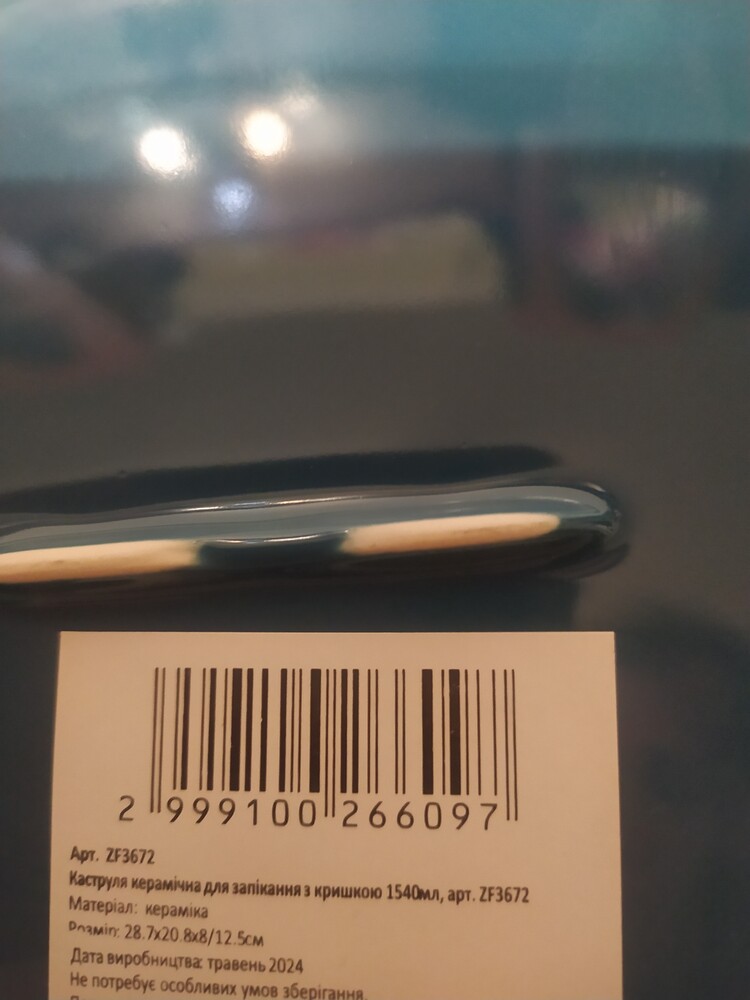 2 999100 266097
Арт. ZF3672
Каструля керамічна для запікання з кришкою 1540мл, арт. ZF3672
Матеріал: кераміка
Розмір: 28.7x20.8x8/12.5см
Дата виробництва: травень 2024
Не потребує особливих умов зберігання.